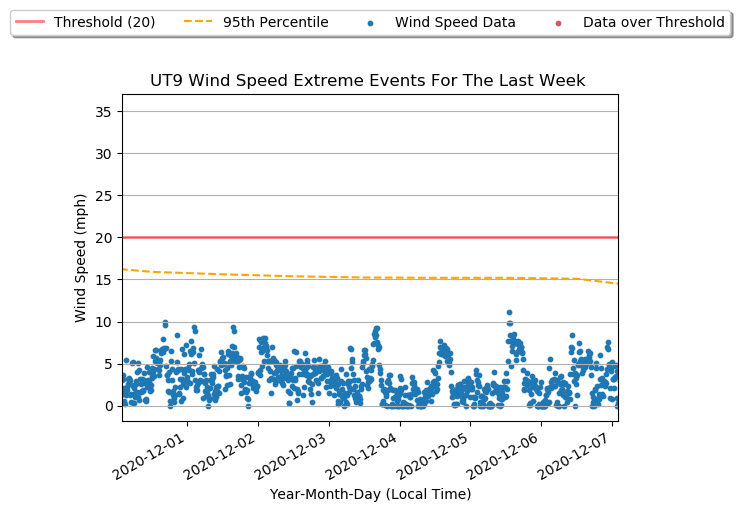 Threshold (20) 95th Percentile Wind Speed Data Data over Threshold
UT9 Wind Speed Extreme Events For The Last Week
Wind Speed (mph)
35
30
25
20
15
10
5
0
2020-12-01 2020-12-02 2020-12-03 2020-12-04 2020-12-05 2020-12-06 2020-12-07
Year-Month-Day (Local Time)